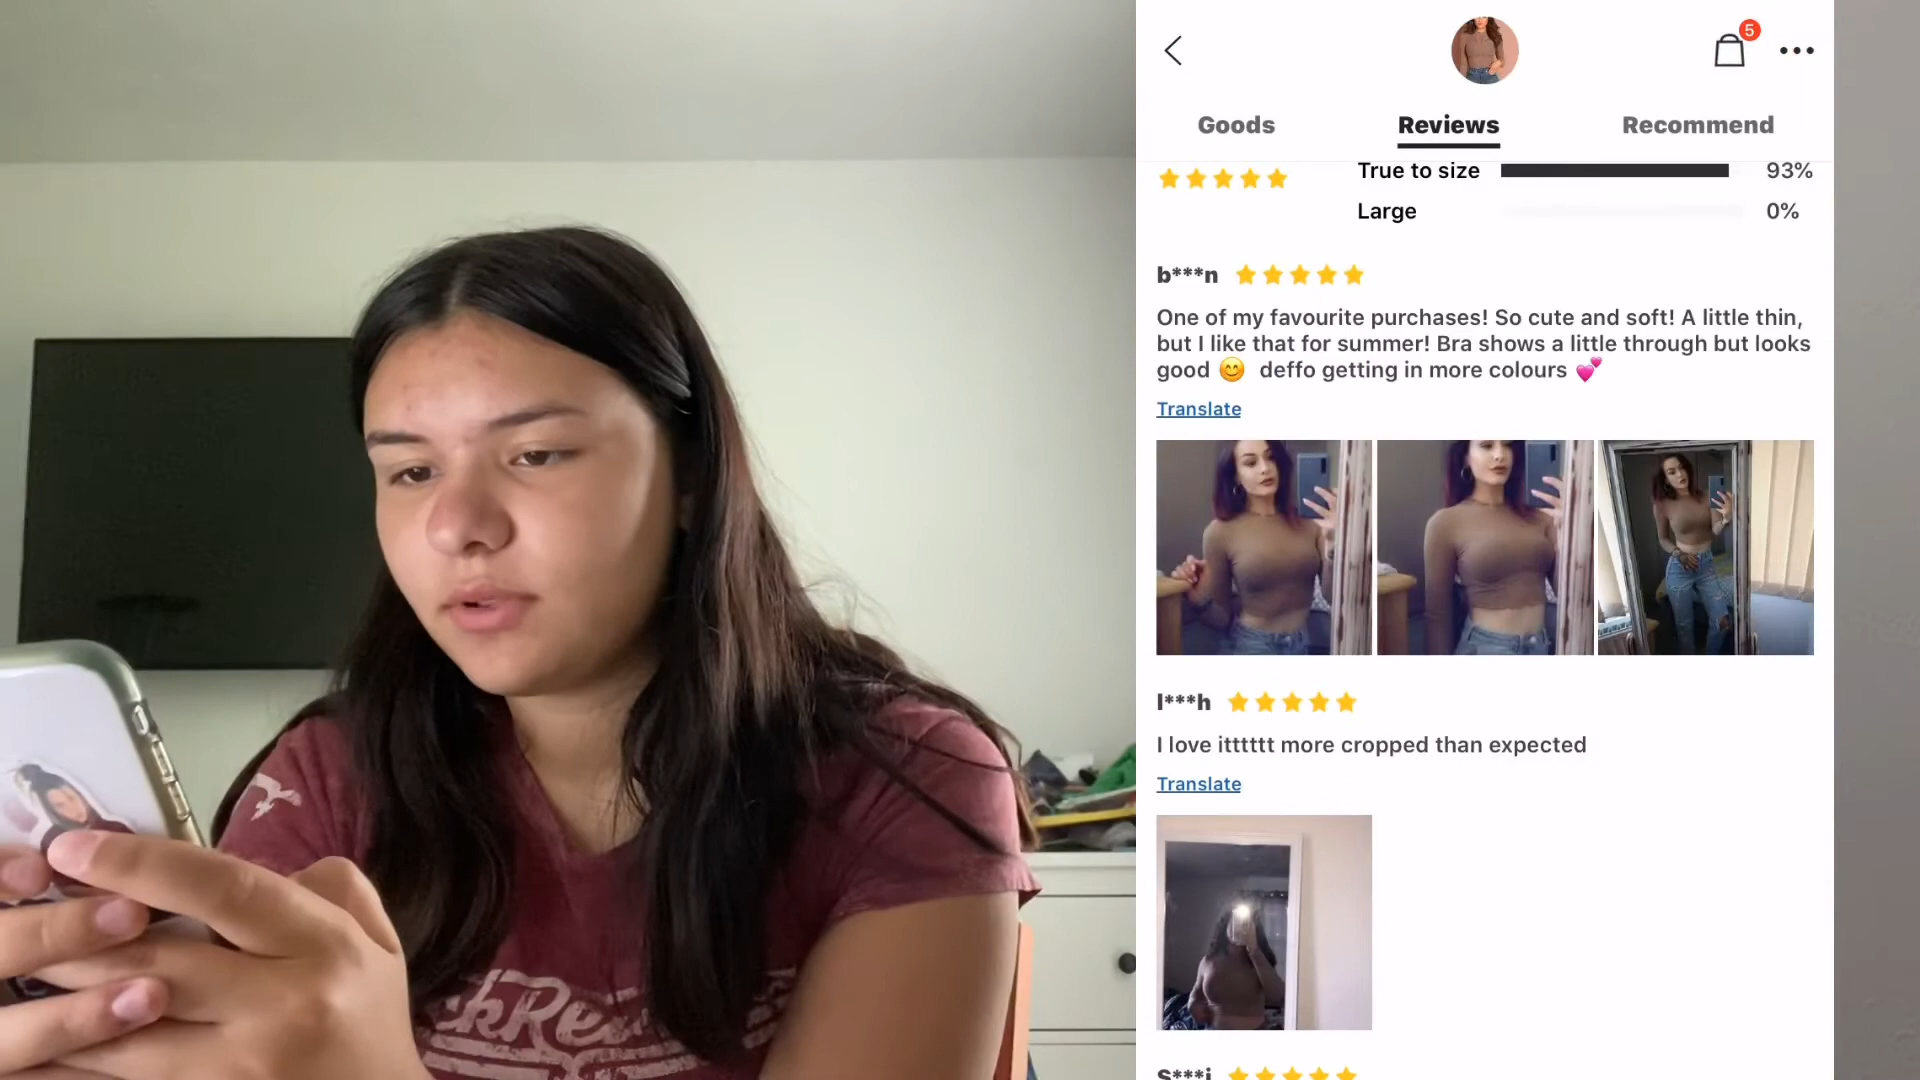 5
Goods
Reviews
Recommend
True to size 93%
Large 0%
b***n
One of my favourite purchases! So cute and soft! A little thin,
but I like that for summer! Bra shows a little through but looks
good 😊 deffo getting in more colours 💕
Translate
l***h
I love itttttt more cropped than expected
Translate
S***i